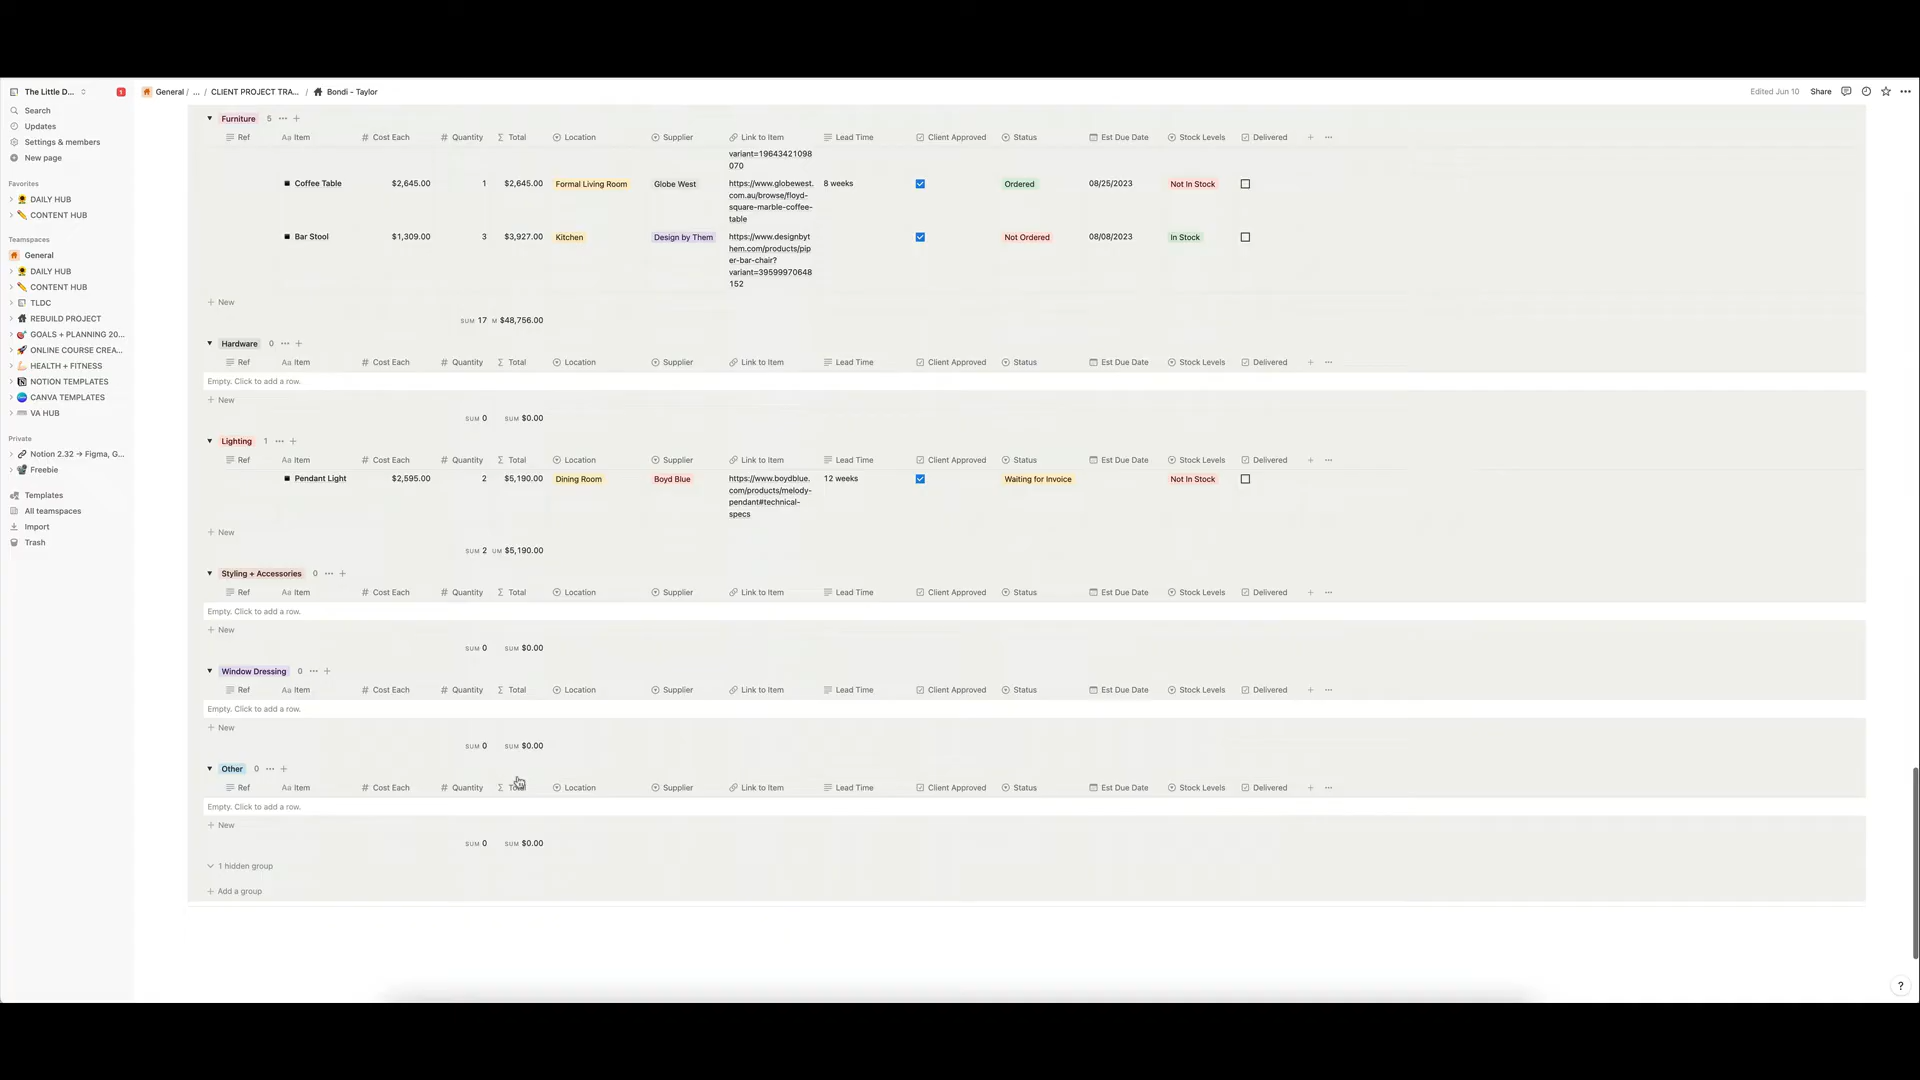 The Little D...
1
General / ... / CLIENT PROJECT TRA... / Bondi - Taylor
Edited Jun 10 Share
Search
Updates
Settings & members
New page
Favorites
DAILY HUB
CONTENT HUB
Teamspaces
General
DAILY HUB
CONTENT HUB
TLDC
REBUILD PROJECT
GOALS + PLANNING 20...
ONLINE COURSE CREA...
HEALTH + FITNESS
NOTION TEMPLATES
CANVA TEMPLATES
VA HUB
Private
Notion 2.32 → Figma, G...
Freebie
Templates
All teamspaces
Import
Trash
Furniture 5 ... +
Ref Aa Item # Cost Each # Quantity Σ Total Location Supplier Link to Item Lead Time Client Approved Status Est Due Date Stock Levels Delivered + ...
variant=19643421098
070
Coffee Table $2,645.00 1 $2,645.00 Formal Living Room Globe West https://www.globewest. 8 weeks Ordered 08/25/2023 Not In Stock
com.au/browse/floyd-
square-marble-coffee-
table
Bar Stool $1,309.00 3 $3,927.00 Kitchen Design by Them https://www.designbyt Not Ordered 08/08/2023 In Stock
hem.com/products/pip
er-bar-chair?
variant=39599970648
152
+ New
SUM 17 M $48,756.00
Hardware 0 ... +
Ref Aa Item # Cost Each # Quantity Σ Total Location Supplier Link to Item Lead Time Client Approved Status Est Due Date Stock Levels Delivered + ...
Empty. Click to add a row.
+ New
SUM 0 SUM $0.00
Lighting 1 ... +
Ref Aa Item # Cost Each # Quantity Σ Total Location Supplier Link to Item Lead Time Client Approved Status Est Due Date Stock Levels Delivered + ...
Pendant Light $2,595.00 2 $5,190.00 Dining Room Boyd Blue https://www.boydblue. 12 weeks Waiting for Invoice Not In Stock
com/products/melody-
pendant#technical-
specs
+ New
SUM 2 UM $5,190.00
Styling + Accessories 0 ... +
Ref Aa Item # Cost Each # Quantity Σ Total Location Supplier Link to Item Lead Time Client Approved Status Est Due Date Stock Levels Delivered + ...
Empty. Click to add a row.
+ New
SUM 0 SUM $0.00
Window Dressing 0 ... +
Ref Aa Item # Cost Each # Quantity Σ Total Location Supplier Link to Item Lead Time Client Approved Status Est Due Date Stock Levels Delivered + ...
Empty. Click to add a row.
+ New
SUM 0 SUM $0.00
Other 0 ... +
Ref Aa Item # Cost Each # Quantity Σ Total Location Supplier Link to Item Lead Time Client Approved Status Est Due Date Stock Levels Delivered + ...
Empty. Click to add a row.
+ New
SUM 0 SUM $0.00
1 hidden group
+ Add a group
?